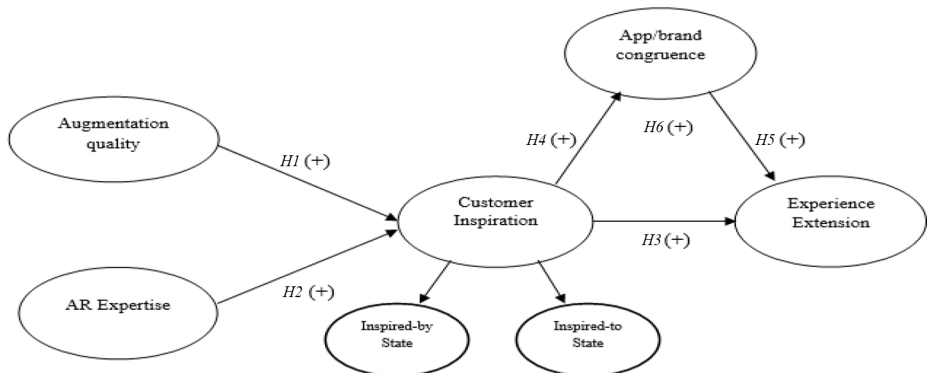 App/brand
congruence
Augmentation
quality
H1 (+)
H4 (+)
H6 (+)
H5 (+)
Customer
Inspiration
Experience
Extension
H3 (+)
AR Expertise
H2 (+)
Inspired-by
State
Inspired-to
State